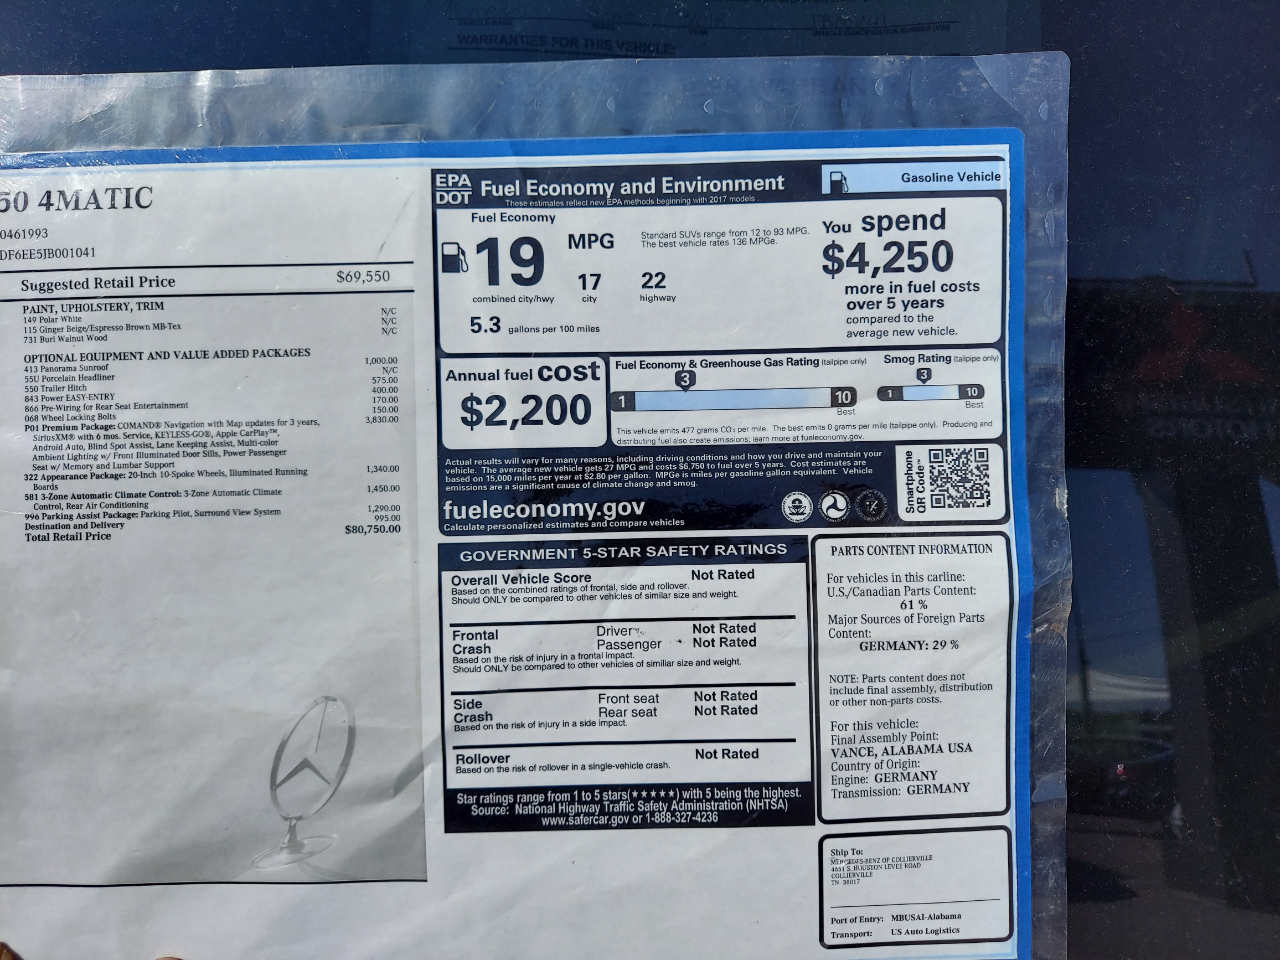 WARRANTIES FOR THIS VEHICLE:
50 4MATIC
0461993
DF6EE5JB001041
Suggested Retail Price $69,550
PAINT, UPHOLSTERY, TRIM
149 Polar White N/C
115 Ginger Beige/Espresso Brown MB-Tex N/C
731 Burl Walnut Wood N/C
OPTIONAL EQUIPMENT AND VALUE ADDED PACKAGES
413 Panorama Sunroof 1,000.00
55U Porcelain Headliner N/C
550 Trailer Hitch 575.00
843 Power EASY-ENTRY 400.00
866 Pre-Wiring for Rear Seat Entertainment 170.00
068 Wheel Locking Bolts 150.00
P01 Premium Package: COMAND® Navigation with Map updates for 3 years, 3,830.00
SiriusXM® with 6 mos. Service, KEYLESS-GO®, Apple CarPlay™,
Android Auto, Blind Spot Assist, Lane Keeping Assist, Multi-color
Ambient Lighting w/ Front Illuminated Door Sills, Power Passenger
Seat w/ Memory and Lumbar Support
322 Appearance Package: 20-Inch 10-Spoke Wheels, Illuminated Running 1,340.00
Boards
581 3-Zone Automatic Climate Control: 3-Zone Automatic Climate 1,450.00
Control, Rear Air Conditioning
996 Parking Assist Package: Parking Pilot, Surround View System 1,290.00
Destination and Delivery 995.00
Total Retail Price $80,750.00
EPA
DOT
Fuel Economy and Environment
These estimates reflect new EPA methods beginning with 2017 models.
Gasoline Vehicle
Fuel Economy
19 MPG
combined city/hwy
17
city
22
highway
5.3 gallons per 100 miles
Standard SUVs range from 12 to 93 MPG.
The best vehicle rates 136 MPGe.
You spend
$4,250
more in fuel costs
over 5 years
compared to the
average new vehicle.
Annual fuel cost
$2,200
Fuel Economy & Greenhouse Gas Rating (tailpipe only)
3
1
10
Best
Smog Rating (tailpipe only)
3
1
10
Best
This vehicle emits 477 grams CO₂ per mile. The best emits 0 grams per mile (tailpipe only). Producing and
distributing fuel also create emissions; learn more at fueleconomy.gov.
Actual results will vary for many reasons, including driving conditions and how you drive and maintain your
vehicle. The average new vehicle gets 27 MPG and costs $6,750 to fuel over 5 years. Cost estimates are
based on 15,000 miles per year at $2.80 per gallon. MPGe is miles per gasoline gallon equivalent. Vehicle
emissions are a significant cause of climate change and smog.
fueleconomy.gov
Calculate personalized estimates and compare vehicles
Smartphone
QR Code™
GOVERNMENT 5-STAR SAFETY RATINGS
Overall Vehicle Score Not Rated
Based on the combined ratings of frontal, side and rollover.
Should ONLY be compared to other vehicles of similar size and weight.
Frontal Driver Not Rated
Crash Passenger Not Rated
Based on the risk of injury in a frontal impact.
Should ONLY be compared to other vehicles of similiar size and weight.
Side Front seat Not Rated
Crash Rear seat Not Rated
Based on the risk of injury in a side impact.
Rollover Not Rated
Based on the risk of rollover in a single-vehicle crash.
Star ratings range from 1 to 5 stars(★★★★★) with 5 being the highest.
Source: National Highway Traffic Safety Administration (NHTSA)
www.safercar.gov or 1-888-327-4236
PARTS CONTENT INFORMATION
For vehicles in this carline:
U.S./Canadian Parts Content:
61 %
Major Sources of Foreign Parts
Content:
GERMANY: 29 %
NOTE: Parts content does not
include final assembly, distribution
or other non-parts costs.
For this vehicle:
Final Assembly Point:
VANCE, ALABAMA USA
Country of Origin:
Engine: GERMANY
Transmission: GERMANY
Ship To:
MERCEDES-BENZ OF COLLIERVILLE
4651 S. HOUSTON LEVEE ROAD
COLLIERVILLE
TN 38017
Port of Entry: MBUSAI-Alabama
Transport: US Auto Logistics